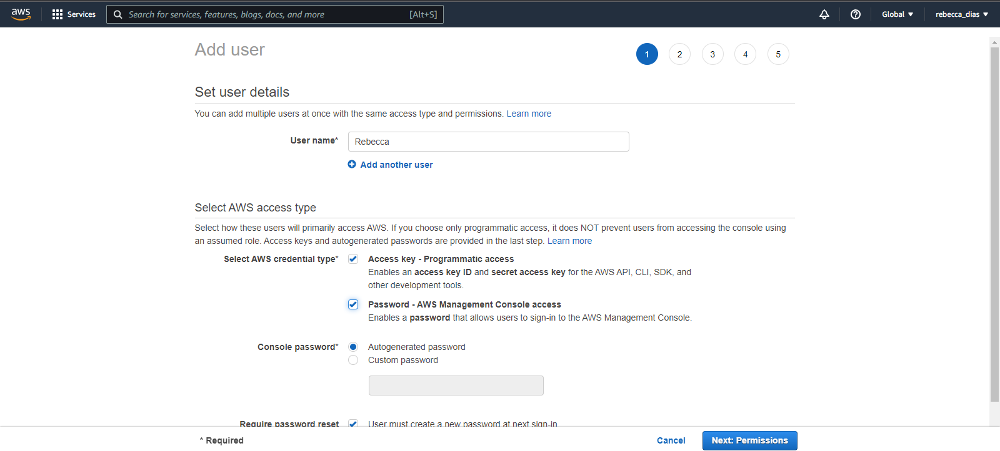 aws Services Search for services, features, blogs, docs, and more [Alt+S] Global rebecca_dias
Add user 1 2 3 4 5
Set user details
You can add multiple users at once with the same access type and permissions. Learn more
User name* Rebecca
Add another user
Select AWS access type
Select how these users will primarily access AWS. If you choose only programmatic access, it does NOT prevent users from accessing the console using
an assumed role. Access keys and autogenerated passwords are provided in the last step. Learn more
Select AWS credential type* Access key - Programmatic access
Enables an access key ID and secret access key for the AWS API, CLI, SDK, and
other development tools.
Password - AWS Management Console access
Enables a password that allows users to sign-in to the AWS Management Console.
Console password* Autogenerated password
Custom password
Require password reset User must create a new password at next sign-in
* Required Cancel Next: Permissions